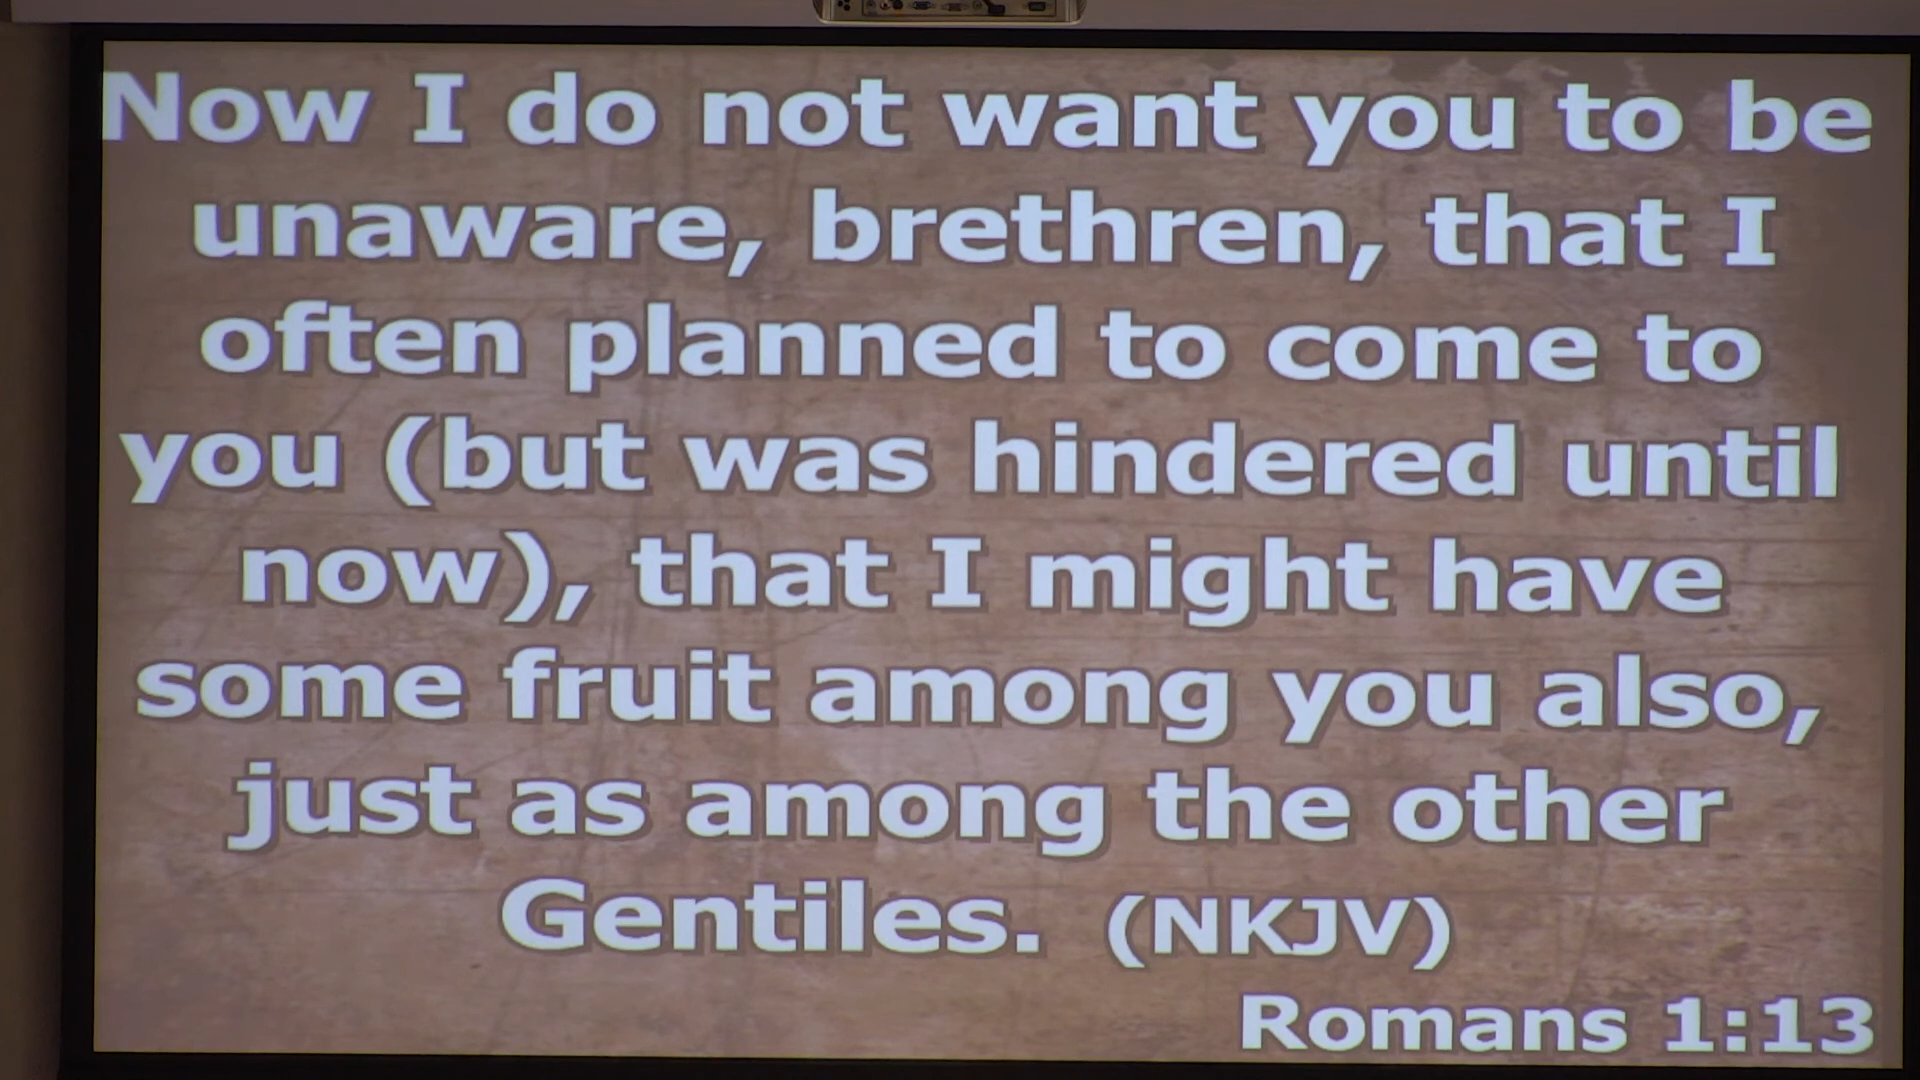 Now I do not want you to be
unaware, brethren, that I
often planned to come to
you (but was hindered until
now), that I might have
some fruit among you also,
just as among the other
Gentiles. (NKJV)
Romans 1:13